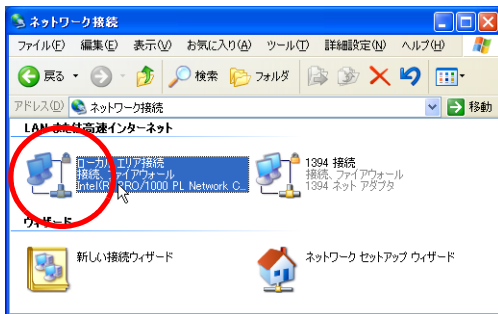 ネットワーク接続
ファイル(F) 編集(E) 表示(V) お気に入り(A) ツール(T) 詳細設定(N) ヘルプ(H)
戻る 検索 フォルダ
アドレス(D) ネットワーク接続 移動
LAN または高速インターネット
ローカル エリア接続
接続、ファイアウォール
Intel(R) PRO/1000 PL Network C...
1394 接続
接続、ファイアウォール
1394 ネット アダプタ
ウィザード
新しい接続ウィザード
ネットワーク セットアップ ウィザード